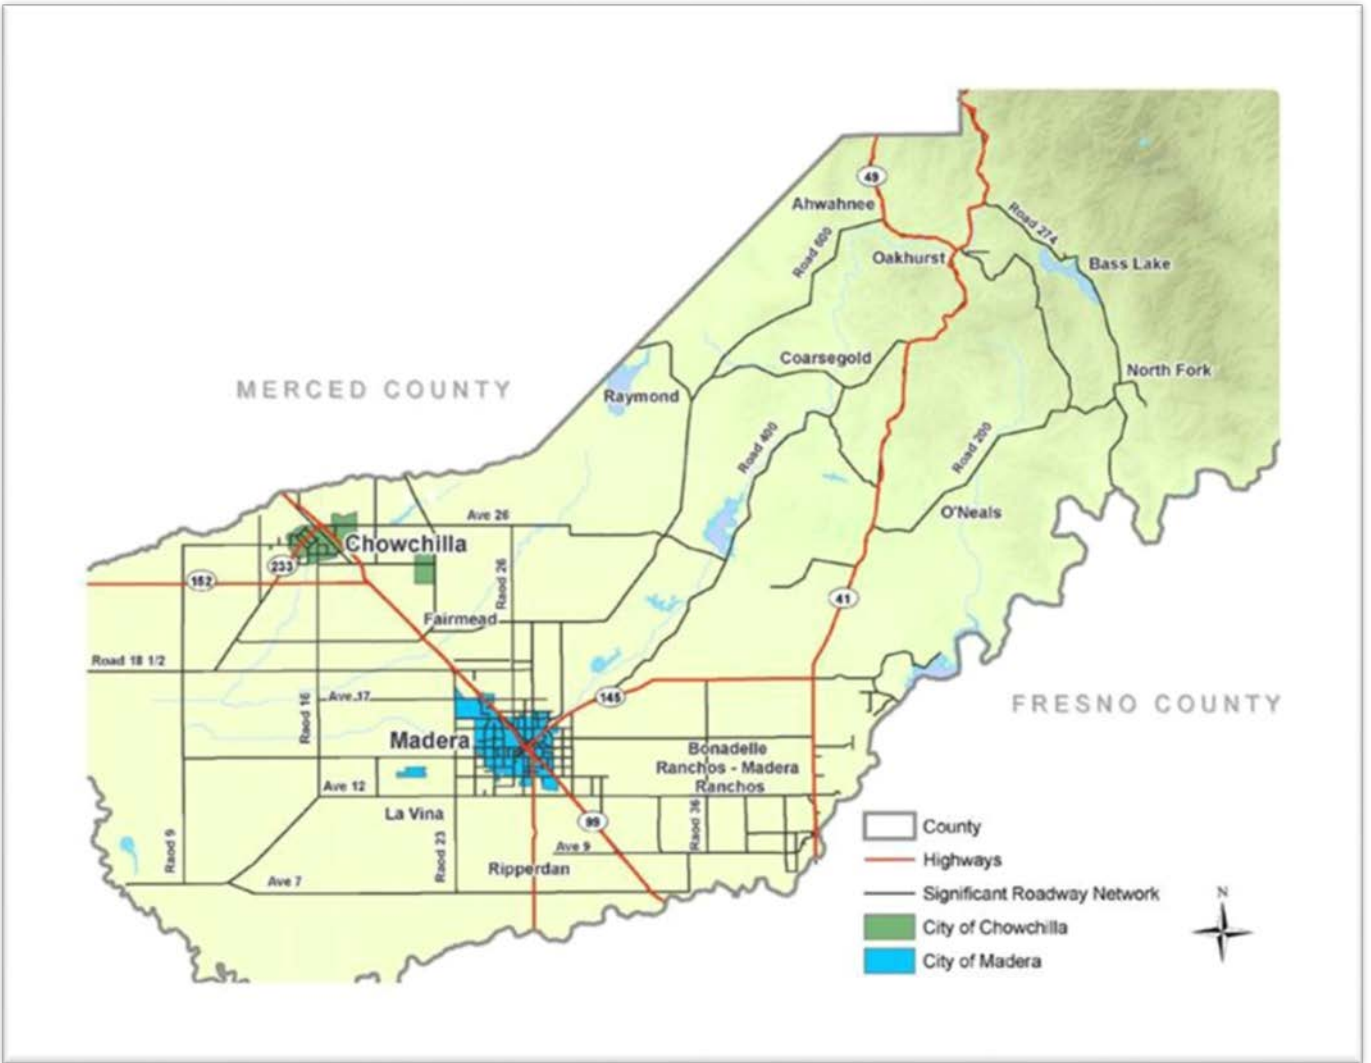 49
Ahwahnee
Road 274
Road 600
Oakhurst
Bass Lake
Coarsegold
North Fork
MERCED COUNTY
Raymond
Road 400
Road 200
O'Neals
Ave 26
Chowchilla
233
152
Raod 26
41
Fairmead
Road 18 1/2
145
Ave 17
Raod 16
FRESNO COUNTY
Madera
Bonadelle
Ranchos - Madera
Ranchos
Ave 12
La Vina
99
Raod 36
Raod 9
Raod 23
Ave 9
Ripperdan
Ave 7
County
Highways
Significant Roadway Network
City of Chowchilla
City of Madera
N